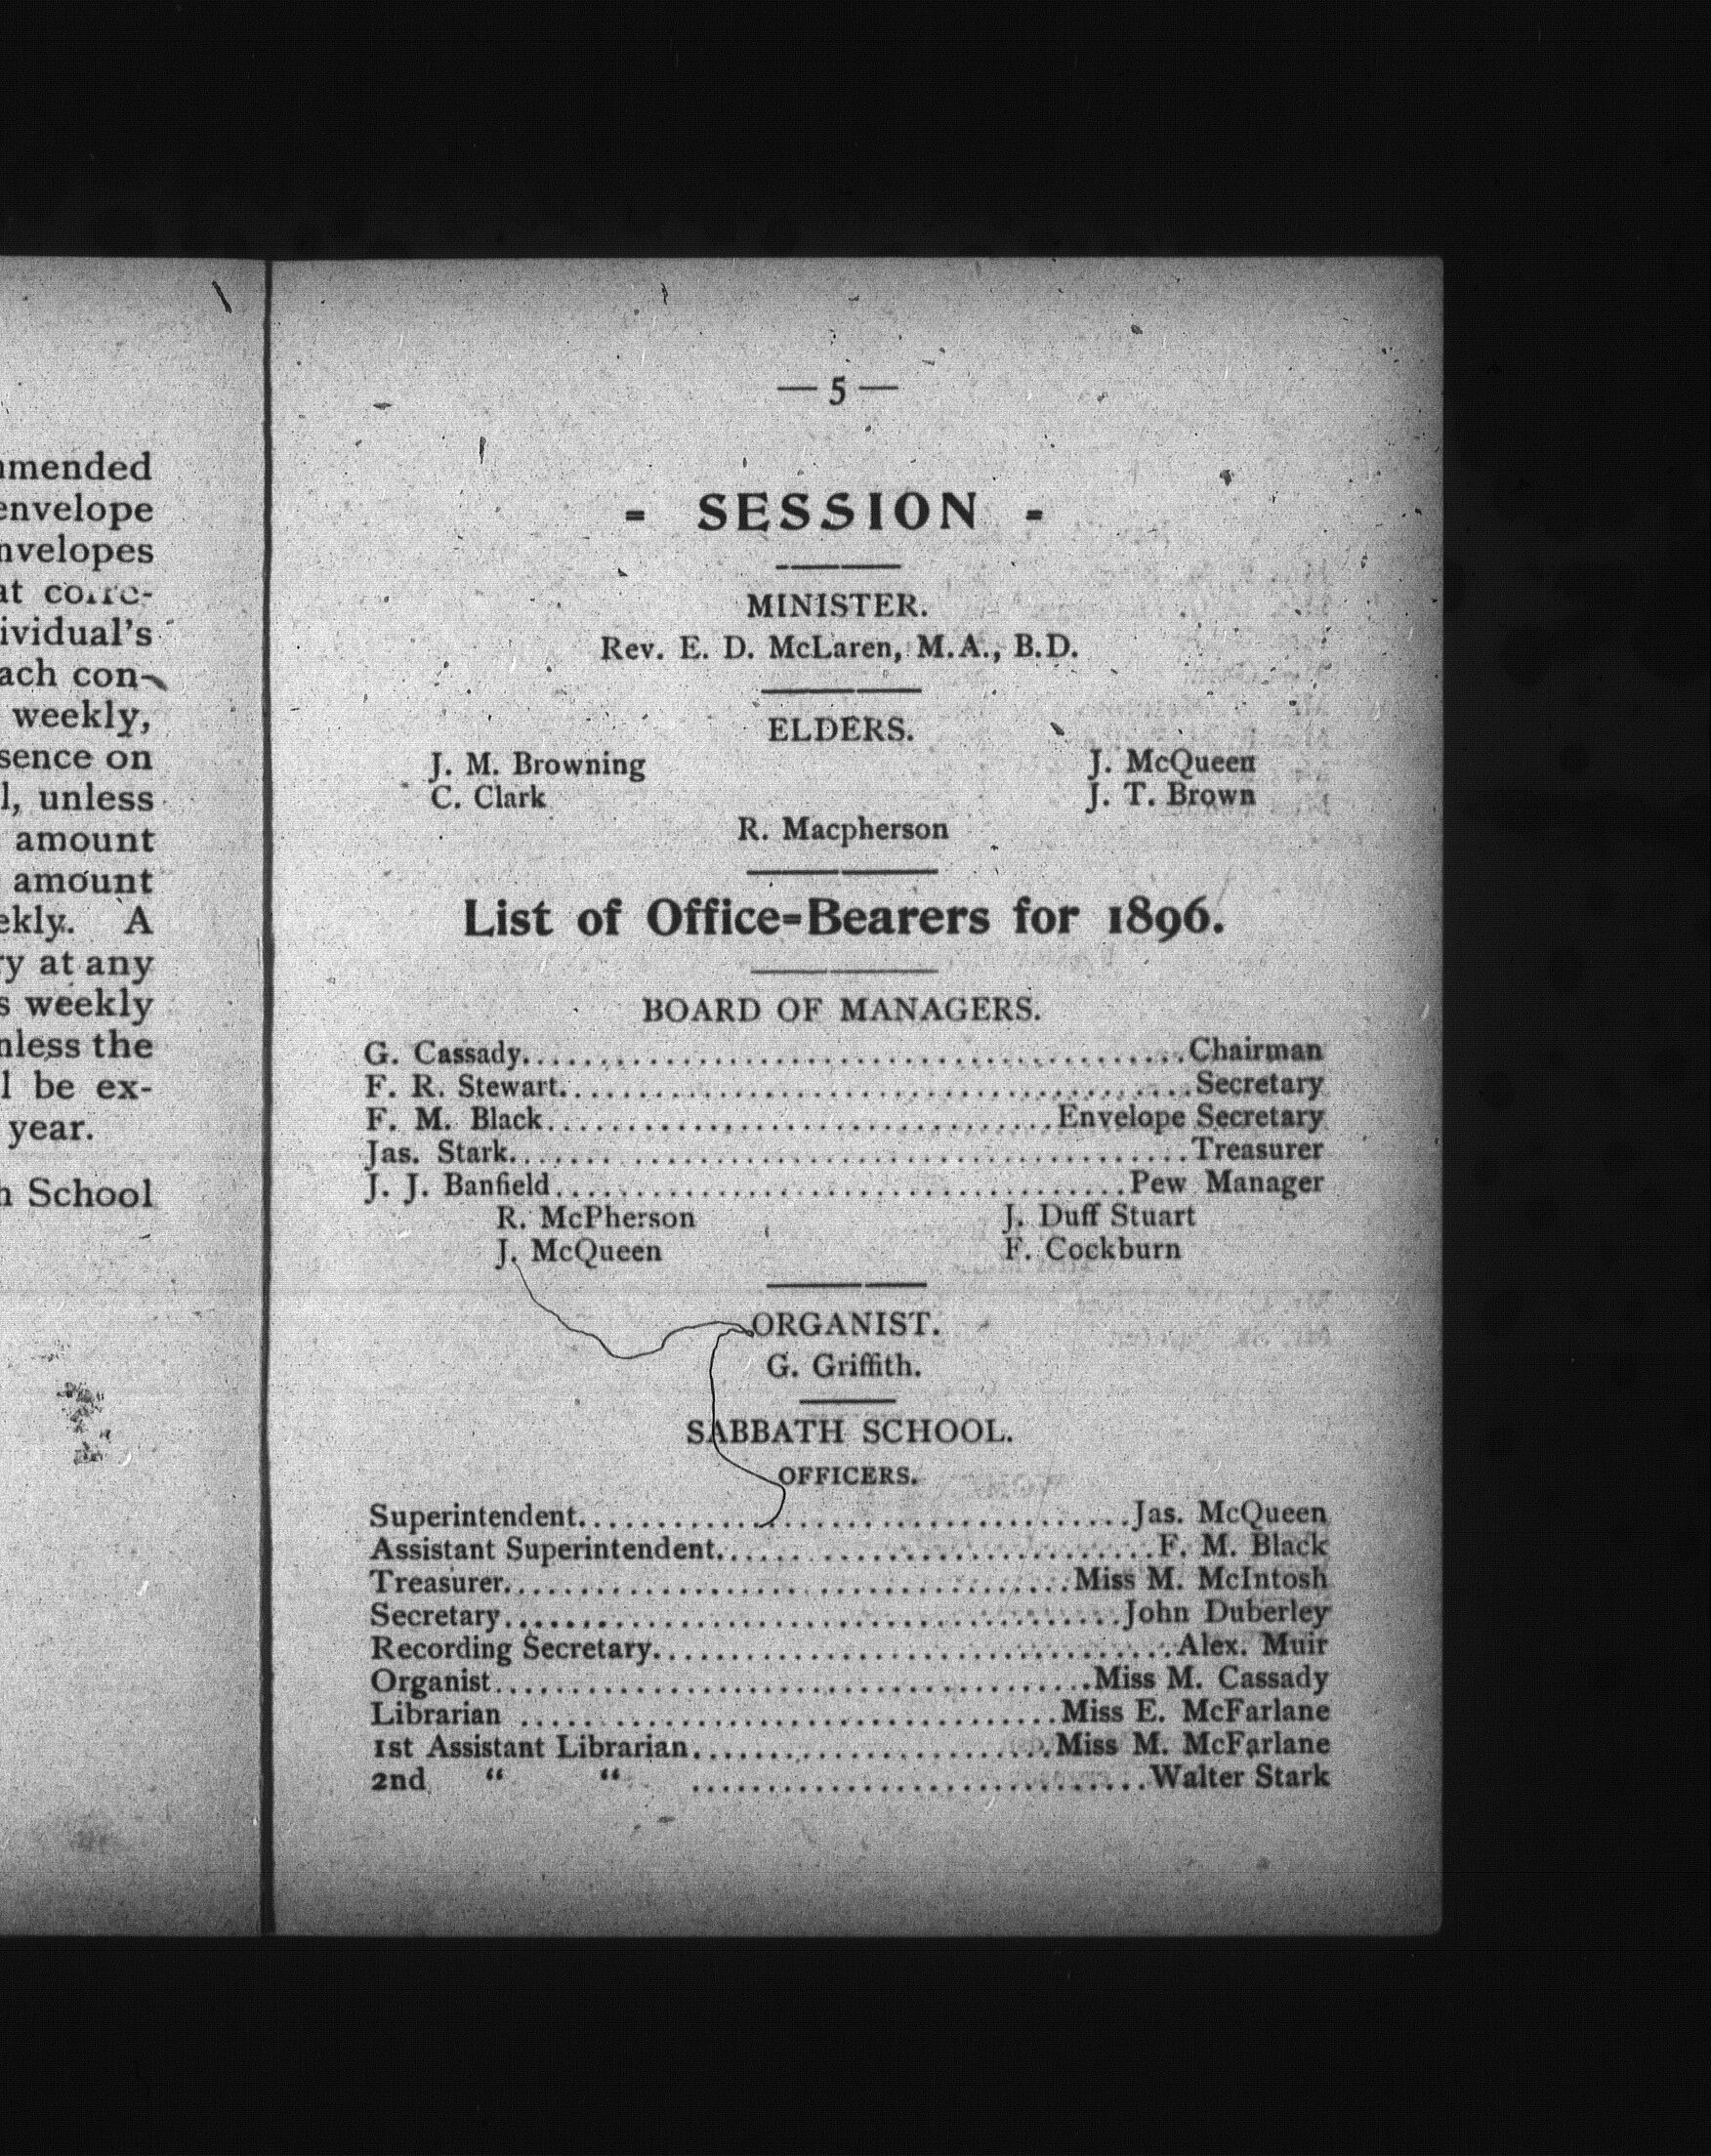 mended
envelope
nvelopes
at corre-
ividual's
ach con-
weekly,
sence on
l, unless
amount
amount
ekly. A
ry at any
s weekly
nless the
l be ex-
year.
h School
— 5 —
- SESSION -
MINISTER.
Rev. E. D. McLaren, M.A., B.D.
ELDERS.
J. M. Browning J. McQueen
C. Clark J. T. Brown
R. Macpherson
List of Office=Bearers for 1896.
BOARD OF MANAGERS.
G. Cassady........................................Chairman
F. R. Stewart........................................Secretary
F. M. Black................................Envelope Secretary
Jas. Stark........................................Treasurer
J. J. Banfield...................................Pew Manager
R. McPherson J. Duff Stuart
J. McQueen F. Cockburn
ORGANIST.
G. Griffith.
SABBATH SCHOOL.
OFFICERS.
Superintendent...................................Jas. McQueen
Assistant Superintendent...........................F. M. Black
Treasurer...................................Miss M. McIntosh
Secretary......................................John Duberley
Recording Secretary................................Alex. Muir
Organist.....................................Miss M. Cassady
Librarian ..................................Miss E. McFarlane
1st Assistant Librarian.......................Miss M. McFarlane
2nd “ “ .............................Walter Stark